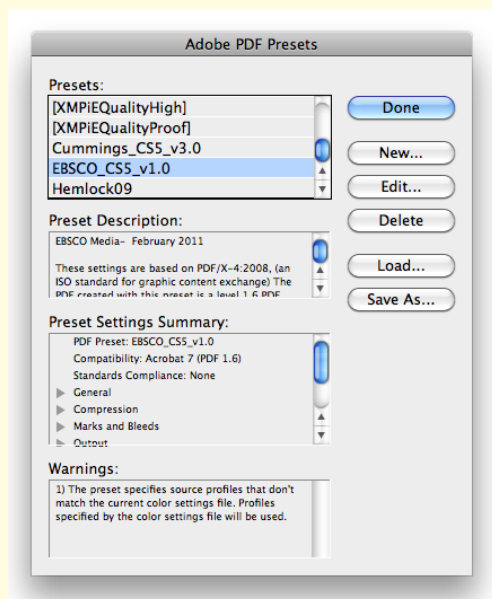 Adobe PDF Presets
Presets:
[XMPiEQualityHigh]
[XMPiEQualityProof]
Cummings_CS5_v3.0
EBSCO_CS5_v1.0
Hemlock09
Done
New...
Edit...
Delete
Load...
Save As...
Preset Description:
EBSCO Media- February 2011
These settings are based on PDF/X-4:2008, (an
ISO standard for graphic content exchange) The
PDF created with this preset is a level 1.6 PDF
Preset Settings Summary:
PDF Preset: EBSCO_CS5_v1.0
Compatibility: Acrobat 7 (PDF 1.6)
Standards Compliance: None
General
Compression
Marks and Bleeds
Output
Warnings:
1) The preset specifies source profiles that don't
match the current color settings file. Profiles
specified by the color settings file will be used.